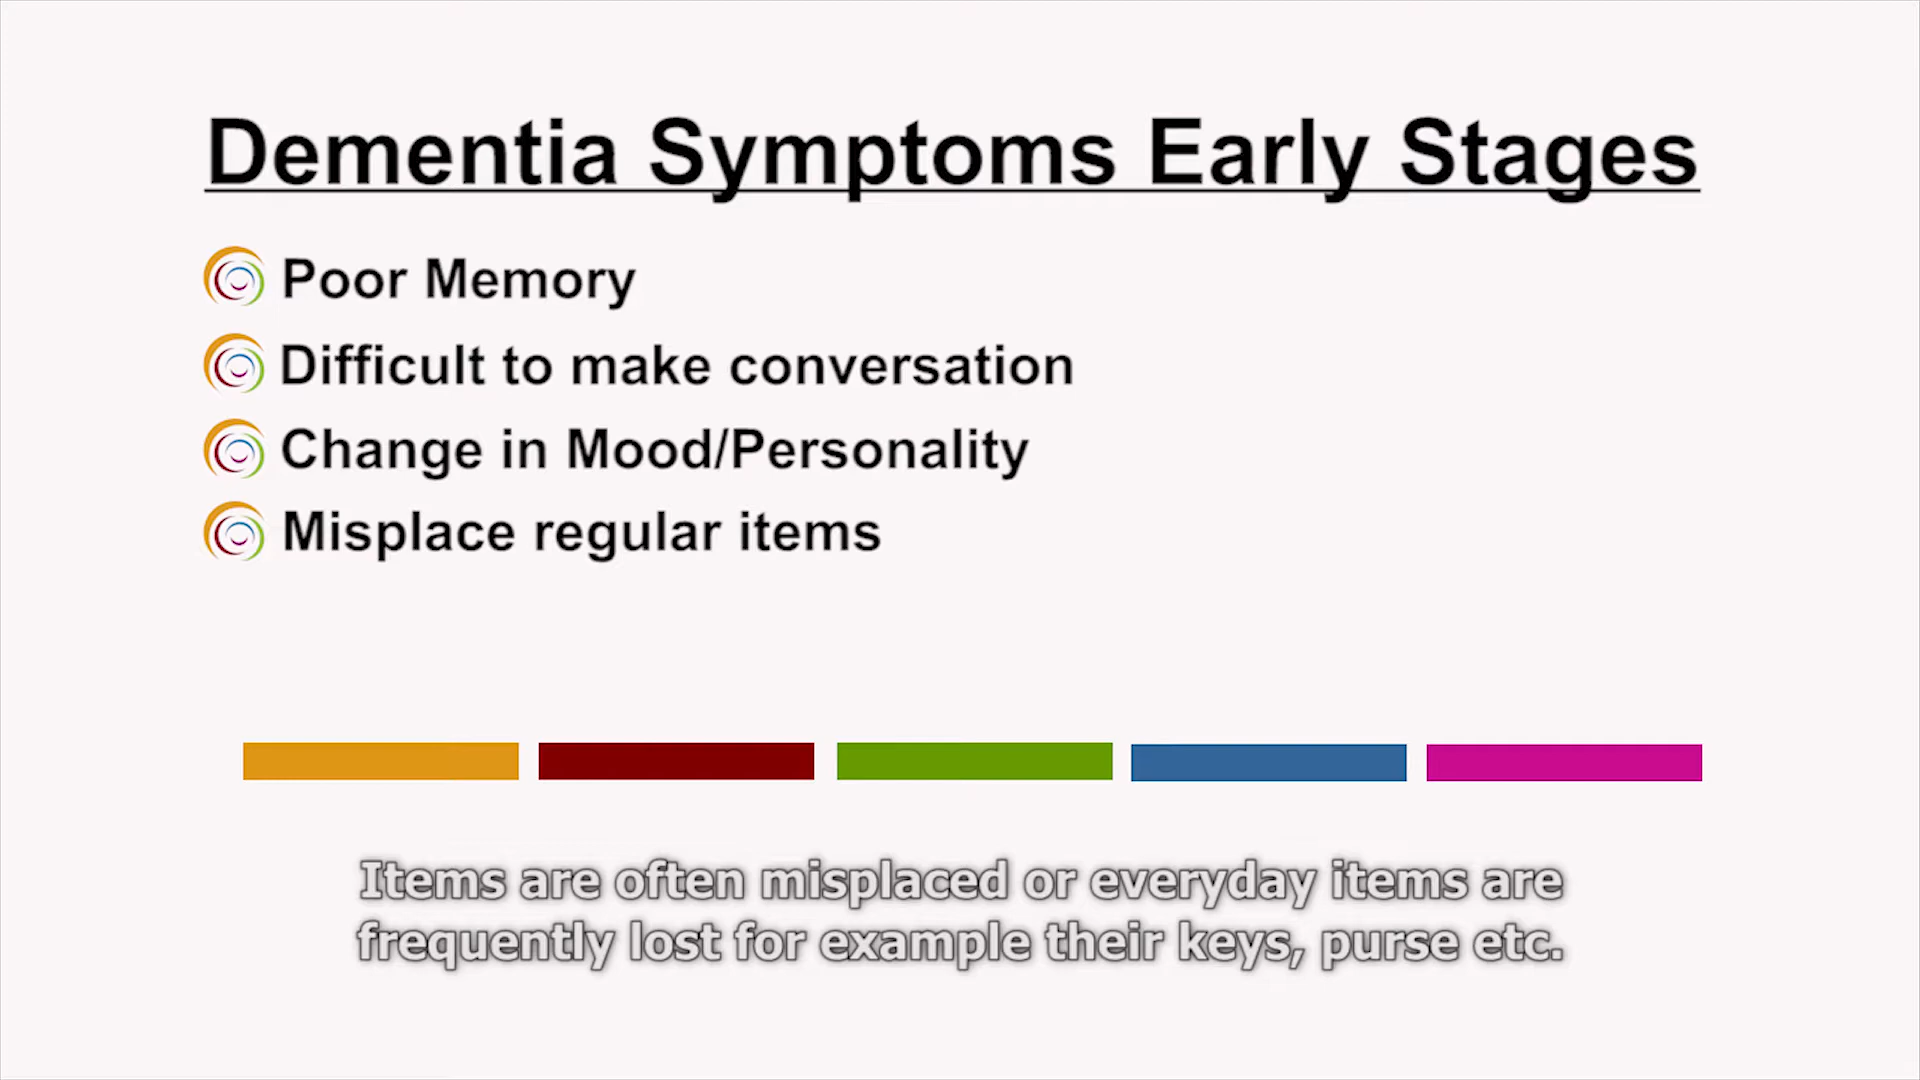 Dementia Symptoms Early Stages
Poor Memory
Difficult to make conversation
Change in Mood/Personality
Misplace regular items
Items are often misplaced or everyday items are
frequently lost for example their keys, purse etc.